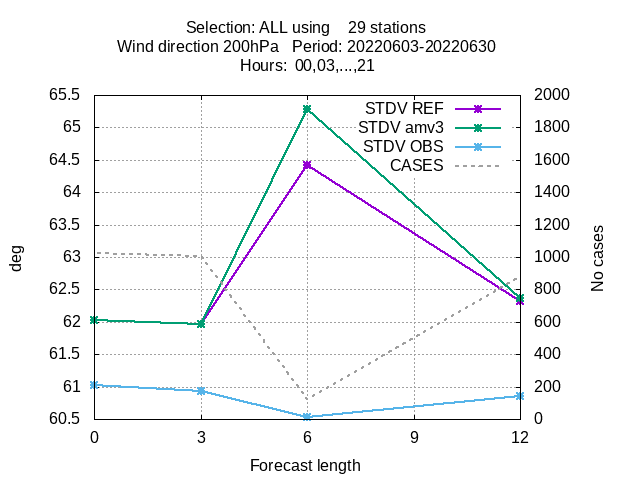 Selection: ALL using    29 stations
Wind direction 200hPa   Period: 20220603-20220630
Hours:  00,03,...,21
STDV REF
STDV amv3
STDV OBS
CASES
65.5
65
64.5
64
63.5
63
62.5
62
61.5
61
60.5
2000
1800
1600
1400
1200
1000
800
600
400
200
0
deg
No cases
0 3 6 9 12
Forecast length